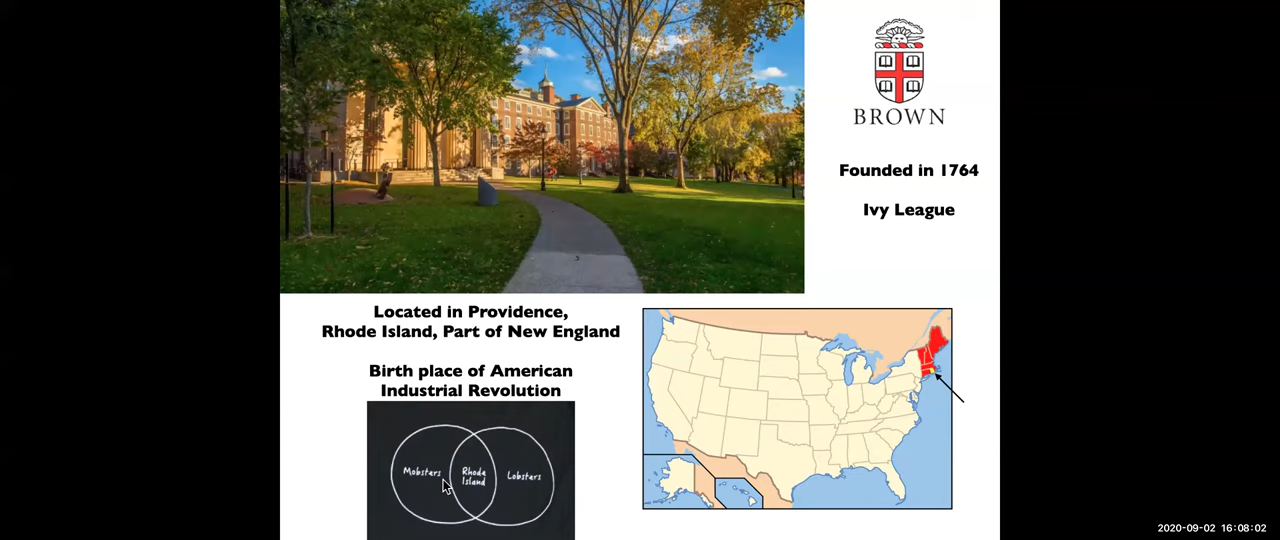 BROWN
Founded in 1764
Ivy League
Located in Providence,
Rhode Island, Part of New England
Birth place of American
Industrial Revolution
Mobsters
Rhode
Island
Lobsters
2020-09-02 16:08:02